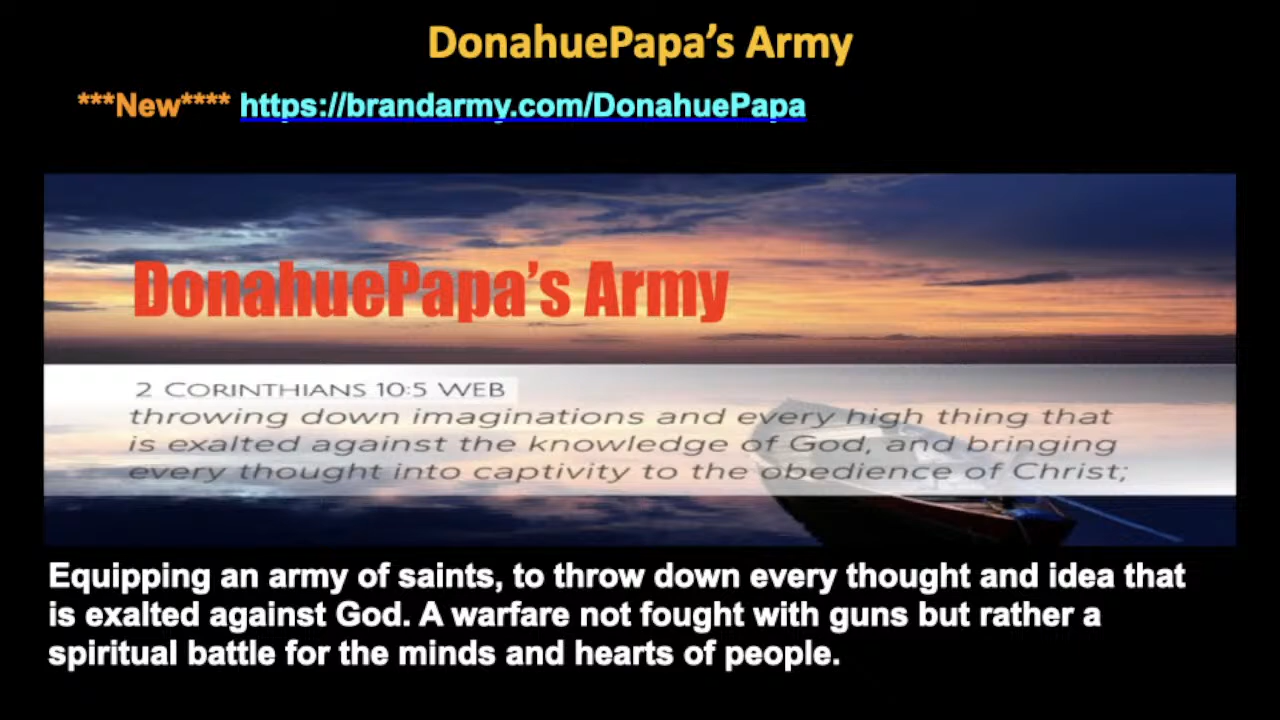 DonahuePapa’s Army
***New**** https://brandarmy.com/DonahuePapa
DonahuePapa’s Army
2 CORINTHIANS 10:5 WEB
throwing down imaginations and every high thing that
is exalted against the knowledge of God, and bringing
every thought into captivity to the obedience of Christ;
Equipping an army of saints, to throw down every thought and idea that
is exalted against God. A warfare not fought with guns but rather a
spiritual battle for the minds and hearts of people.